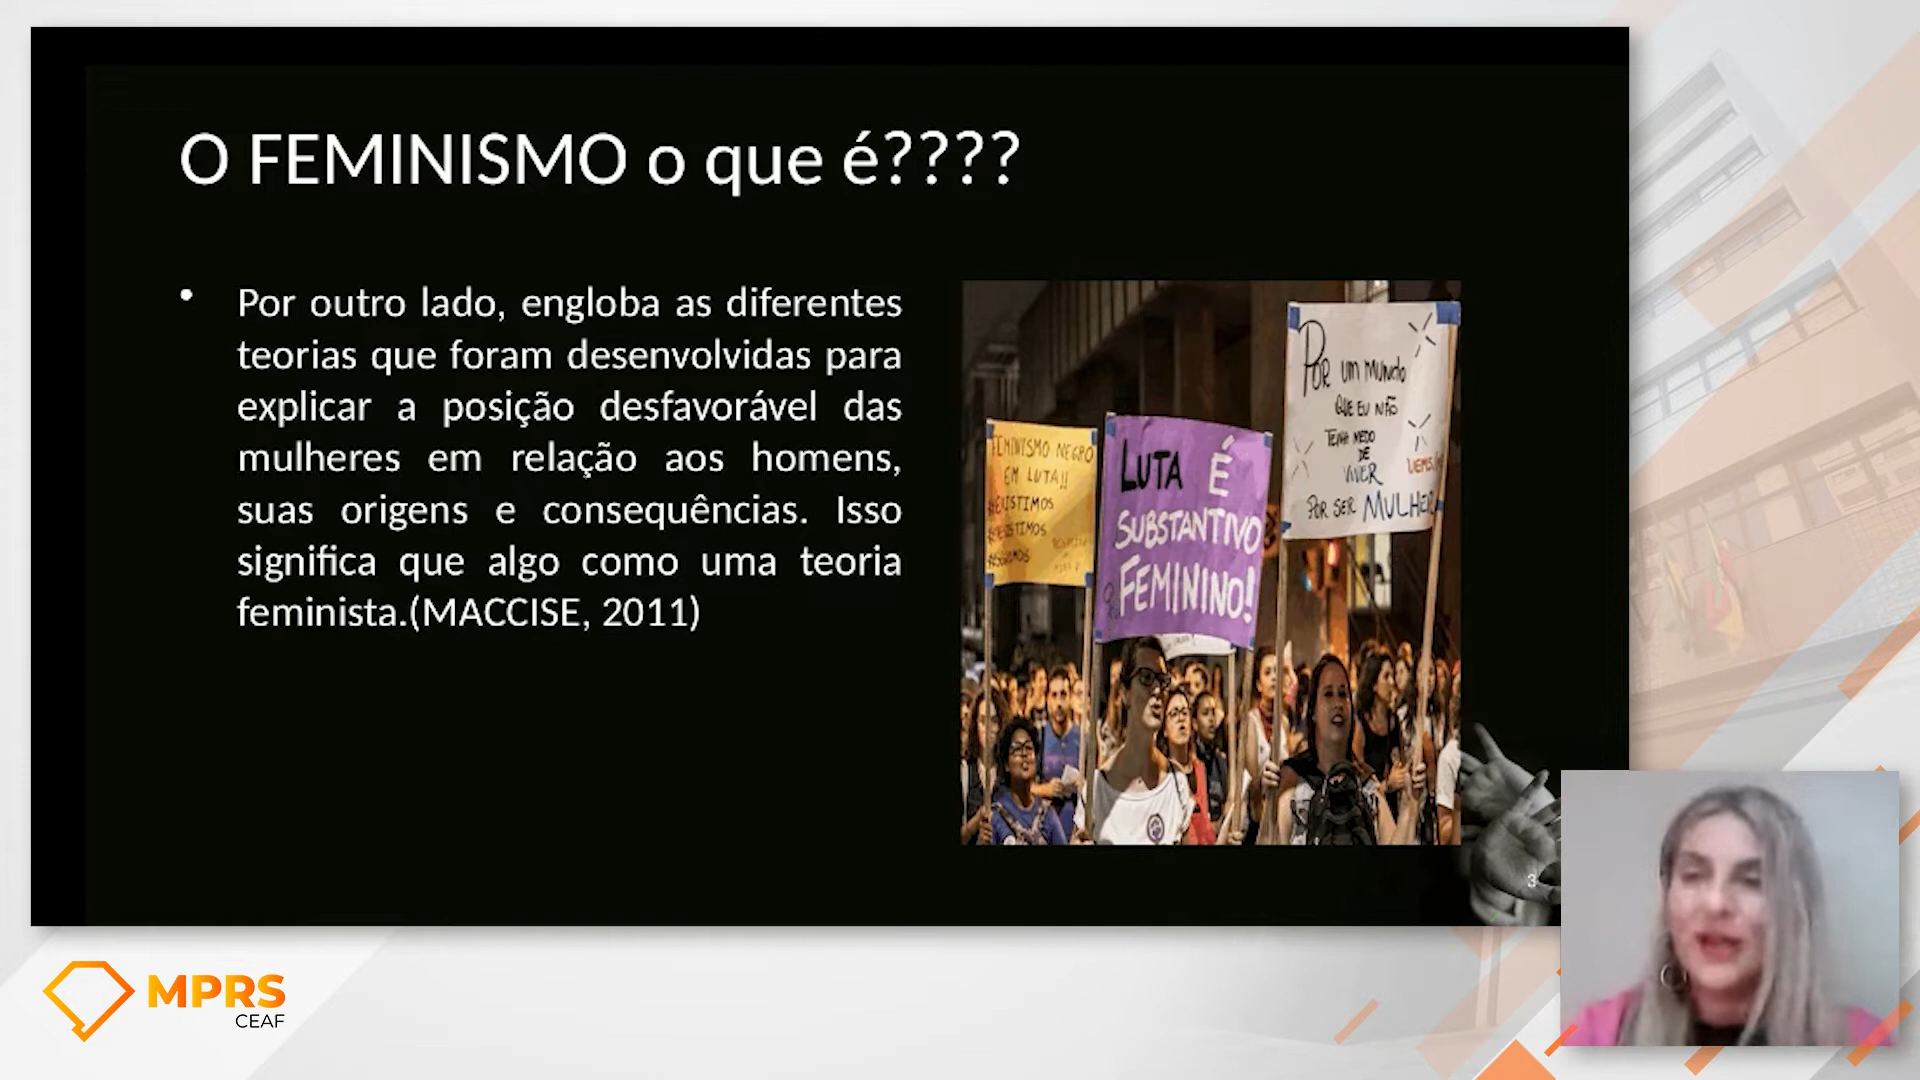 O FEMINISMO o que é????
• Por outro lado, engloba as diferentes
teorias que foram desenvolvidas para
explicar a posição desfavorável das
mulheres em relação aos homens,
suas origens e consequências. Isso
significa que algo como uma teoria
feminista.(MACCISE, 2011)
FEMINISMO NEGRO
EM LUTA!!
LUTA É
SUBSTANTIVO
FEMININO!
POR UM MUNDO
QUE EU NÃO
TENHA MEDO
DE
VIVER
POR SER MULHER
3
MPRS
CEAF